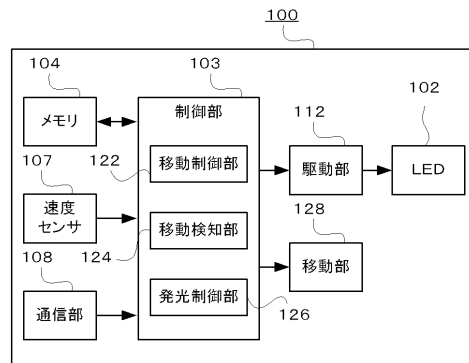 100
104
メモリ
103
制御部
122
移動制御部
112
駆動部
102
LED
107
速度
センサ
124
移動検知部
128
移動部
108
通信部
発光制御部
126